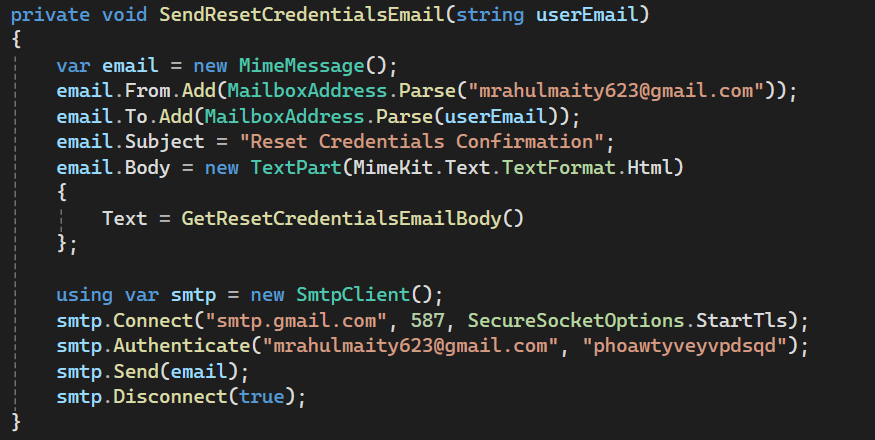 private void SendResetCredentialsEmail(string userEmail)
{
var email = new MimeMessage();
email.From.Add(MailboxAddress.Parse("mrahulmaity623@gmail.com"));
email.To.Add(MailboxAddress.Parse(userEmail));
email.Subject = "Reset Credentials Confirmation";
email.Body = new TextPart(MimeKit.Text.TextFormat.Html)
{
Text = GetResetCredentialsEmailBody()
};
using var smtp = new SmtpClient();
smtp.Connect("smtp.gmail.com", 587, SecureSocketOptions.StartTls);
smtp.Authenticate("mrahulmaity623@gmail.com", "phoawtyveyvpdsqd");
smtp.Send(email);
smtp.Disconnect(true);
}